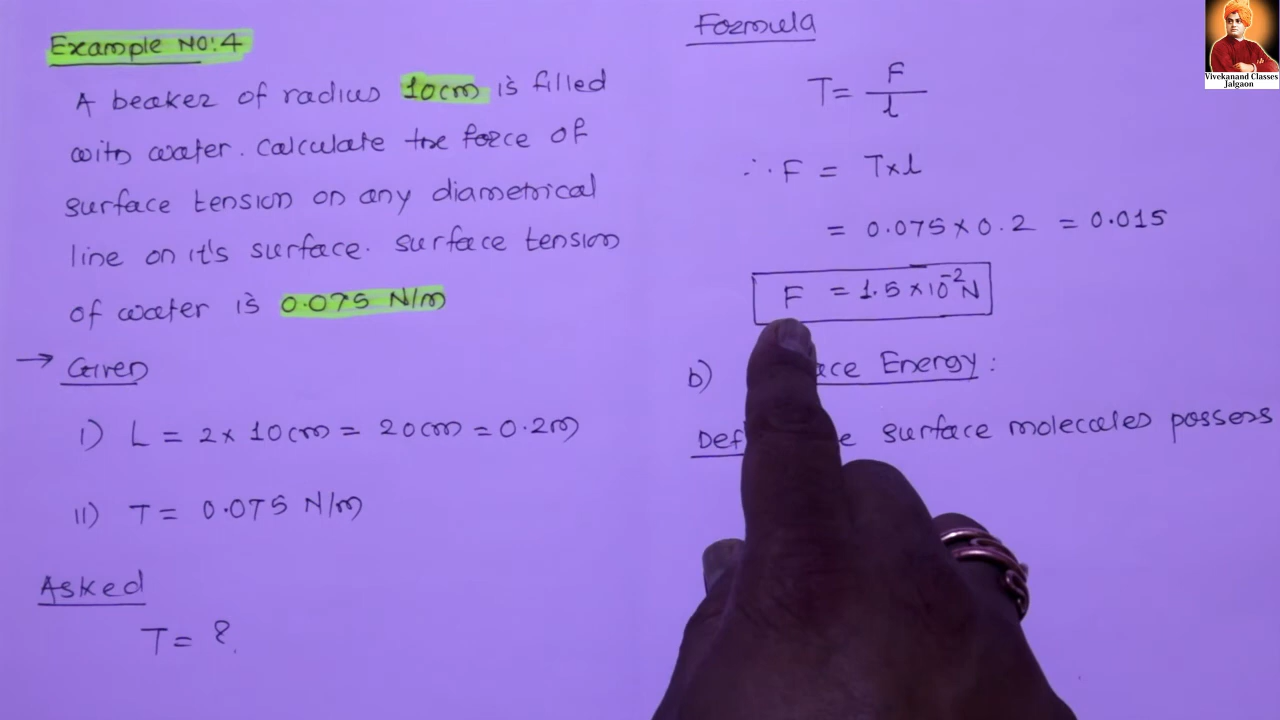 Example No:4
A beaker of radius 10cm is filled
with water. calculate the force of
surface tension on any diametrical
line on it's surface. surface tension
of water is 0.075 N/m
→ Given
i) L = 2 x 10cm = 20cm = 0.2m
ii) T = 0.075 N/m
Asked
T = ?
Formula
T = F / l
∴ F = T x l
= 0.075 x 0.2 = 0.015
F = 1.5 x 10⁻² N
b) Energy :
surface molecules possess
Vivekanand Classes
Jalgaon